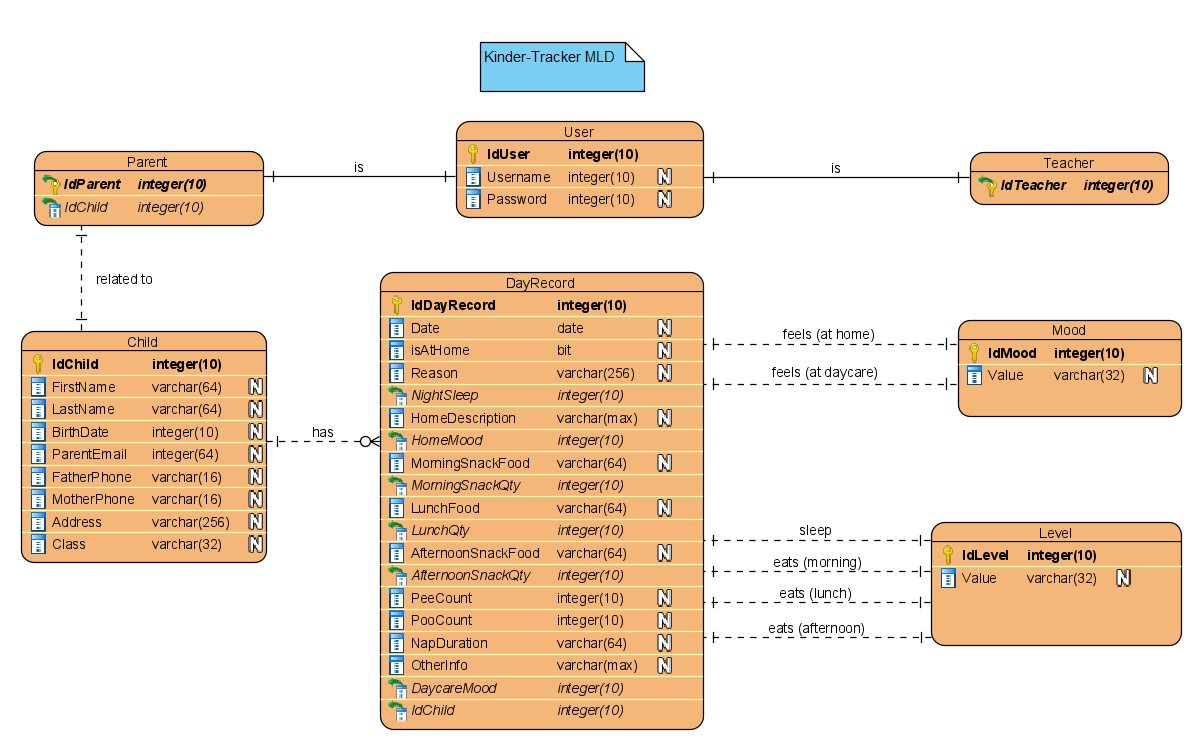 Kinder-Tracker MLD
User
IdUser integer(10)
Username integer(10) N
Password integer(10) N
Parent
IdParent integer(10)
IdChild integer(10)
is
is
Teacher
IdTeacher integer(10)
related to
Child
IdChild integer(10)
FirstName varchar(64) N
LastName varchar(64) N
BirthDate integer(10) N
ParentEmail integer(64) N
FatherPhone varchar(16) N
MotherPhone varchar(16) N
Address varchar(256) N
Class varchar(32) N
has
DayRecord
IdDayRecord integer(10)
Date date N
isAtHome bit N
Reason varchar(256) N
NightSleep integer(10)
HomeDescription varchar(max) N
HomeMood integer(10)
MorningSnackFood varchar(64) N
MorningSnackQty integer(10)
LunchFood varchar(64) N
LunchQty integer(10)
AfternoonSnackFood varchar(64) N
AfternoonSnackQty integer(10)
PeeCount integer(10) N
PooCount integer(10) N
NapDuration varchar(64) N
OtherInfo varchar(max) N
DaycareMood integer(10)
IdChild integer(10)
feels (at home)
feels (at daycare)
Mood
IdMood integer(10)
Value varchar(32) N
sleep
eats (morning)
eats (lunch)
eats (afternoon)
Level
IdLevel integer(10)
Value varchar(32) N